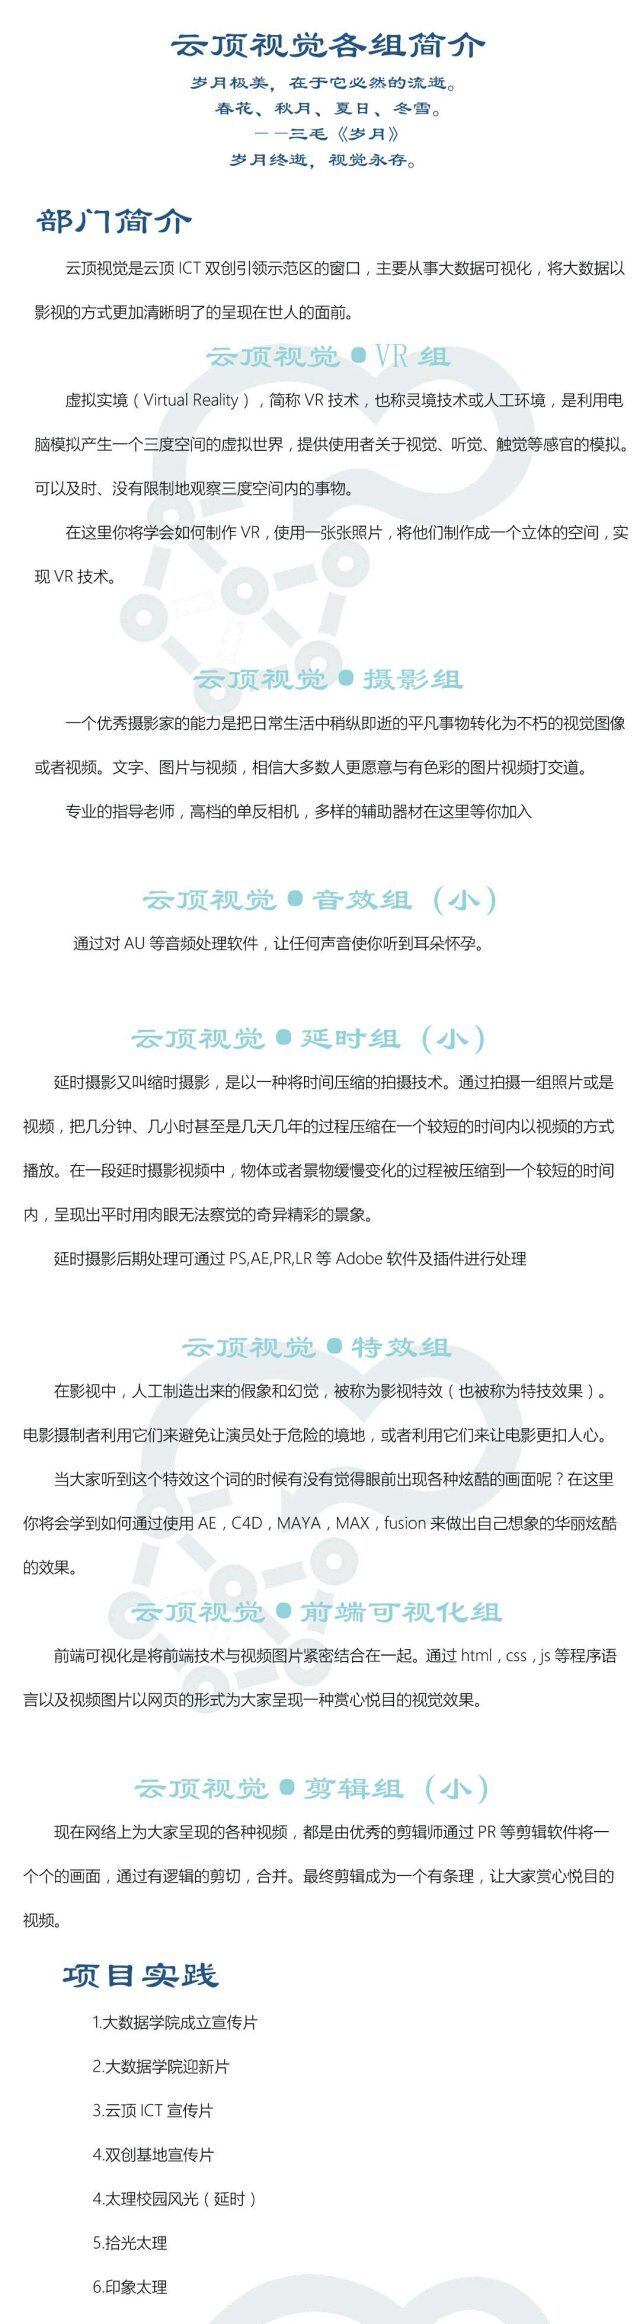 云顶视觉各组简介
岁月极美，在于它必然的流逝。
春花、秋月、夏日、冬雪。
——三毛《岁月》
岁月终逝，视觉永存。
部门简介
云顶视觉是云顶 ICT 双创引领示范区的窗口，主要从事大数据可视化，将大数据以
影视的方式更加清晰明了的呈现在世人的面前。
云顶视觉•VR 组
虚拟实境（Virtual Reality），简称 VR 技术，也称灵境技术或人工环境，是利用电
脑模拟产生一个三度空间的虚拟世界，提供使用者关于视觉、听觉、触觉等感官的模拟。
可以及时、没有限制地观察三度空间内的事物。
在这里你将学会如何制作 VR，使用一张张照片，将他们制作成一个立体的空间，实
现 VR 技术。
云顶视觉•摄影组
一个优秀摄影家的能力是把日常生活中稍纵即逝的平凡事物转化为不朽的视觉图像
或者视频。文字、图片与视频，相信大多数人更愿意与有色彩的图片视频打交道。
专业的指导老师，高档的单反相机，多样的辅助器材在这里等你加入
云顶视觉•音效组（小）
通过对 AU 等音频处理软件，让任何声音使你听到耳朵怀孕。
云顶视觉•延时组（小）
延时摄影又叫缩时摄影，是以一种将时间压缩的拍摄技术。通过拍摄一组照片或是
视频，把几分钟、几小时甚至是几天几年的过程压缩在一个较短的时间内以视频的方式
播放。在一段延时摄影视频中，物体或者景物缓慢变化的过程被压缩到一个较短的时间
内，呈现出平时用肉眼无法察觉的奇异精彩的景象。
延时摄影后期处理可通过 PS,AE,PR,LR 等 Adobe 软件及插件进行处理
云顶视觉•特效组
在影视中，人工制造出来的假象和幻觉，被称为影视特效（也被称为特技效果）。
电影摄制者利用它们来避免让演员处于危险的境地，或者利用它们来让电影更扣人心。
当大家听到这个特效这个词的时候有没有觉得眼前出现各种炫酷的画面呢？在这里
你将会学到如何通过使用 AE，C4D，MAYA，MAX，fusion 来做出自己想象的华丽炫酷
的效果。
云顶视觉•前端可视化组
前端可视化是将前端技术与视频图片紧密结合在一起。通过 html，css，js 等程序语
言以及视频图片以网页的形式为大家呈现一种赏心悦目的视觉效果。
云顶视觉•剪辑组（小）
现在网络上为大家呈现的各种视频，都是由优秀的剪辑师通过 PR 等剪辑软件将一
个个的画面，通过有逻辑的剪切，合并。最终剪辑成为一个有条理，让大家赏心悦目的
视频。
项目实践
1.大数据学院成立宣传片
2.大数据学院迎新片
3.云顶 ICT 宣传片
4.双创基地宣传片
4.太理校园风光（延时）
5.拾光太理
6.印象太理